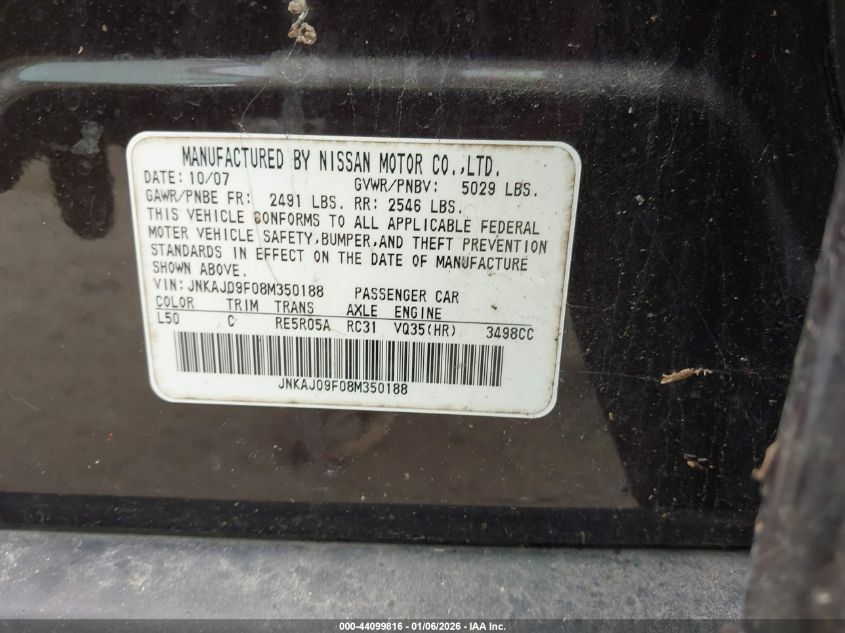 MANUFACTURED BY NISSAN MOTOR CO.,LTD.
DATE: 10/07 GVWR/PNBV: 5029 LBS.
GAWR/PNBE FR: 2491 LBS. RR: 2546 LBS.
THIS VEHICLE CONFORMS TO ALL APPLICABLE FEDERAL
MOTER VEHICLE SAFETY,BUMPER,AND THEFT PREVENTION
STANDARDS IN EFFECT ON THE DATE OF MANUFACTURE
SHOWN ABOVE.
VIN: JNKAJ09F08M350188 PASSENGER CAR
COLOR TRIM TRANS AXLE ENGINE
L50 C RE5R05A RC31 VQ35(HR) 3498CC
JNKAJ09F08M350188
000-44099816 - 01/06/2026 - IAA Inc.